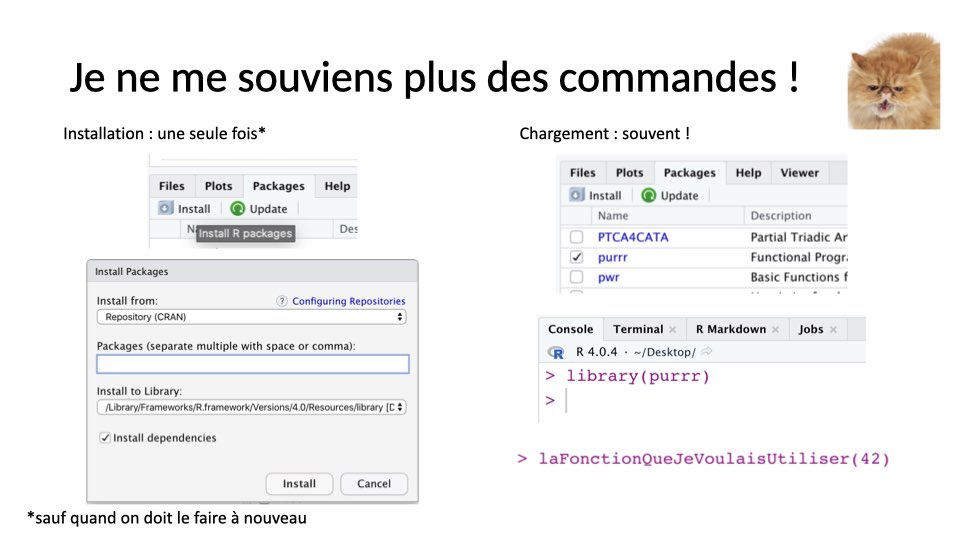 Je ne me souviens plus des commandes !
Installation : une seule fois*
Files Plots Packages Help
Install Update
Install R packages
Install Packages
Install from:
? Configuring Repositories
Repository (CRAN)
Packages (separate multiple with space or comma):
Install to Library:
/Library/Frameworks/R.framework/Versions/4.0/Resources/library [D
Install dependencies
Install Cancel
*sauf quand on doit le faire à nouveau
Chargement : souvent !
Files Plots Packages Help Viewer
Install Update
Name Description
PTCA4CATA Partial Triadic An
purrr Functional Progra
pwr Basic Functions f
Console Terminal × R Markdown × Jobs ×
R 4.0.4 · ~/Desktop/
> library(purrr)
>
> laFonctionQueJeVoulaisUtiliser(42)